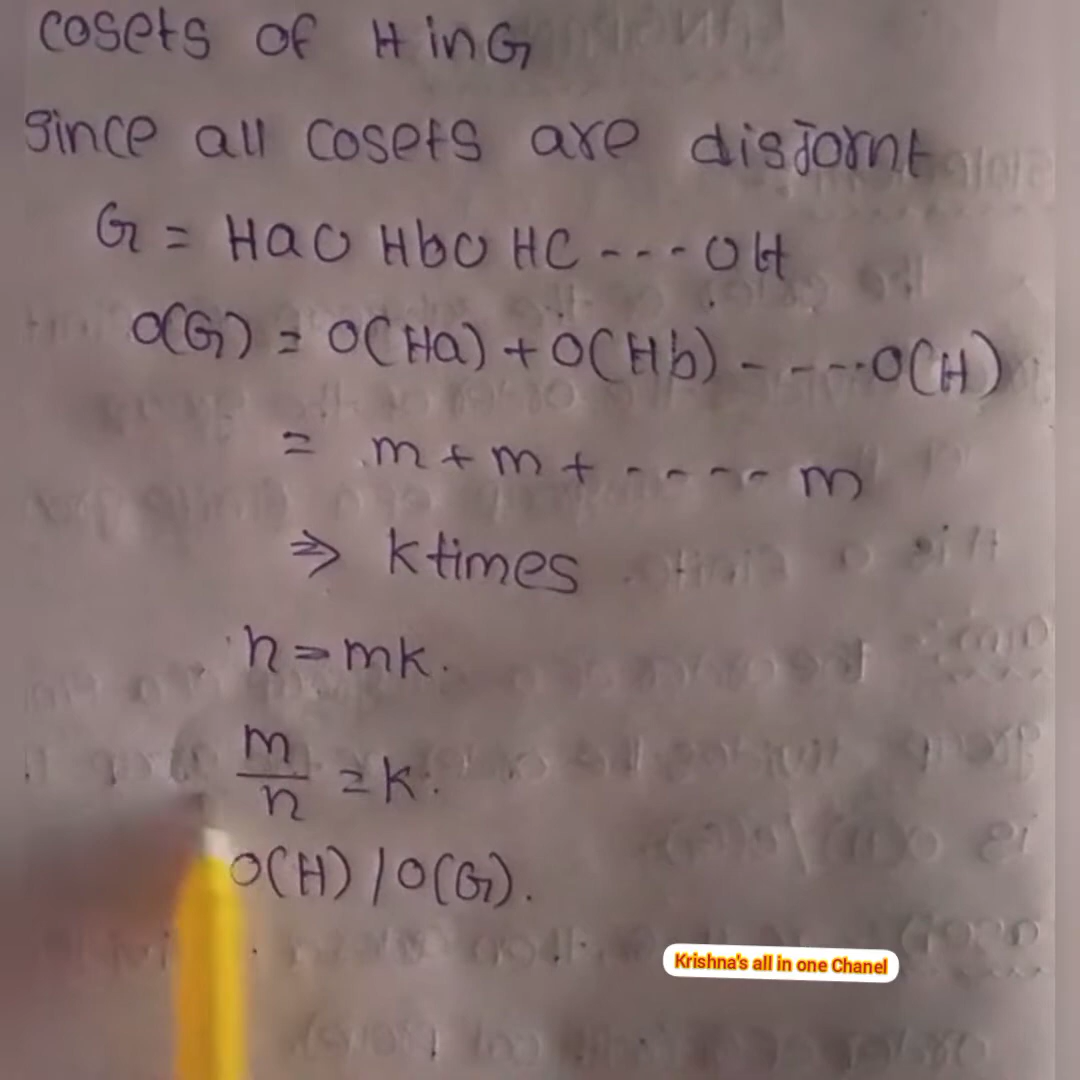 cosets of H in G
Since all cosets are disjoint
G = Ha ∪ Hb ∪ Hc ---- ∪ H
O(G) = O(Ha) + O(Hb) - ---- O(H)
= m + m + - - - - - m
⇒ k times
n = mk.
m/n = k.
O(H) / O(G).
Krishna's all in one Chanel